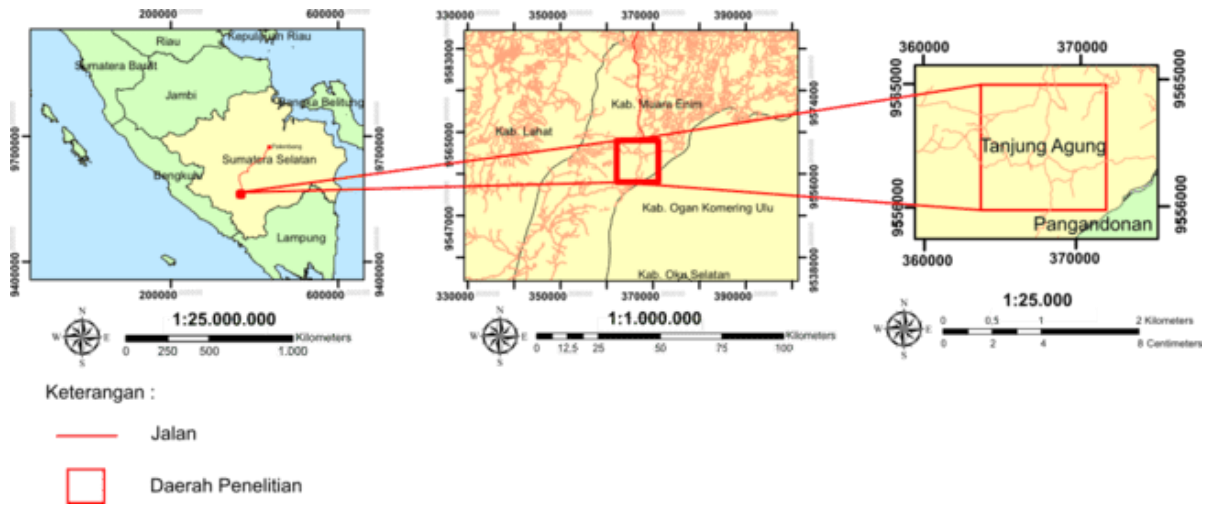 200000 600000
Riau
Kepulauan Riau
Sumatera Barat
Jambi
Bangka Belitung
Palembang
Sumatera Selatan
Bengkulu
Lampung
9700000 9700000
9400000 9400000
200000 600000
N
W E
S
1:25.000.000
Kilometers
0 250 500 1.000
330000 350000 370000 390000
9583000
9574000
Kab. Muara Enim
Kab. Lahat
9565000
9556000
Kab. Ogan Komering Ulu
9547000
9538000
Kab. Oku Selatan
330000 350000 370000 390000
N
W E
S
1:1.000.000
Kilometers
0 12.5 25 50 75 100
360000 370000
9565000 9565000
Tanjung Agung
9556000 9556000
Pangandonan
360000 370000
N
W E
S
1:25.000
0 0,5 1 2 Kilometers
0 2 4 8 Centimeters
Keterangan :
Jalan
Daerah Penelitian